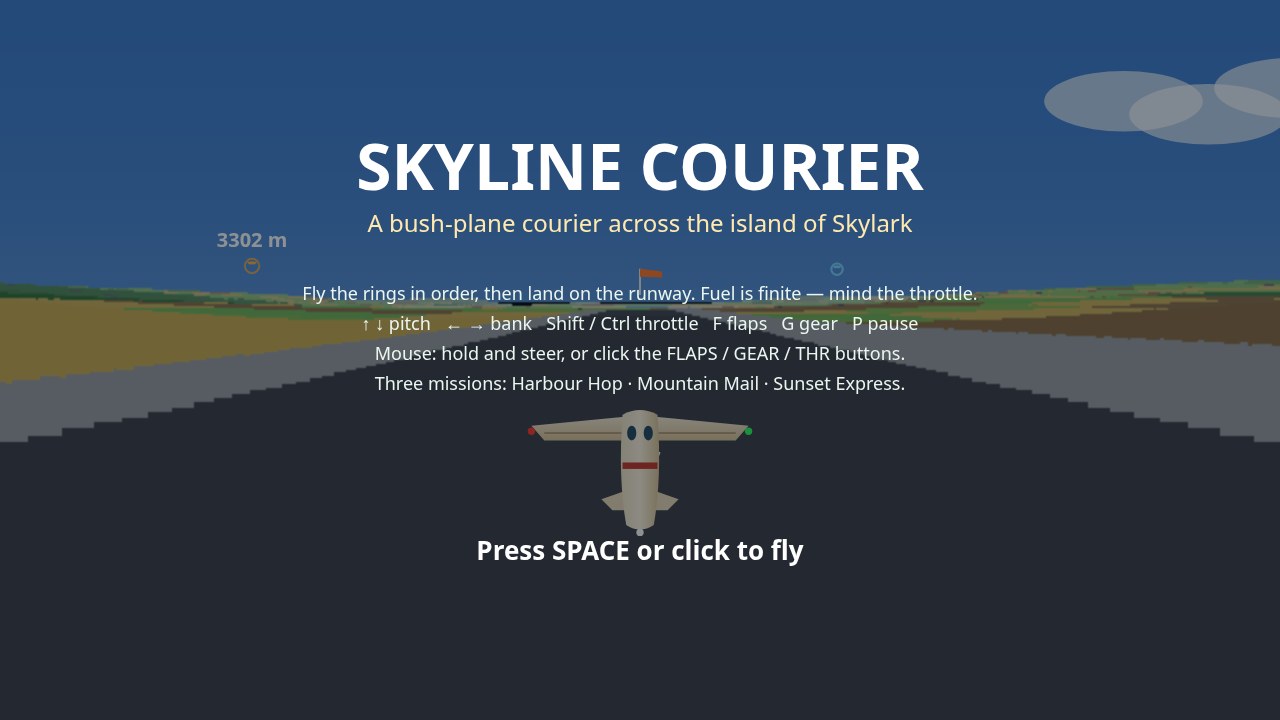 SKYLINE COURIER
A bush-plane courier across the island of Skylark
3302 m
Fly the rings in order, then land on the runway. Fuel is finite — mind the throttle.
↑ ↓ pitch ← → bank Shift / Ctrl throttle F flaps G gear P pause
Mouse: hold and steer, or click the FLAPS / GEAR / THR buttons.
Three missions: Harbour Hop · Mountain Mail · Sunset Express.
Press SPACE or click to fly